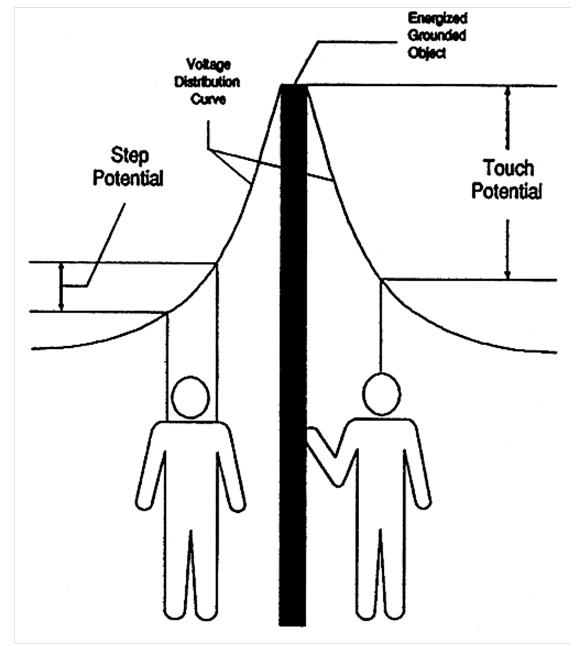 Energized
Grounded
Object
Voltage
Distribution
Curve
Step
Potential
Touch
Potential